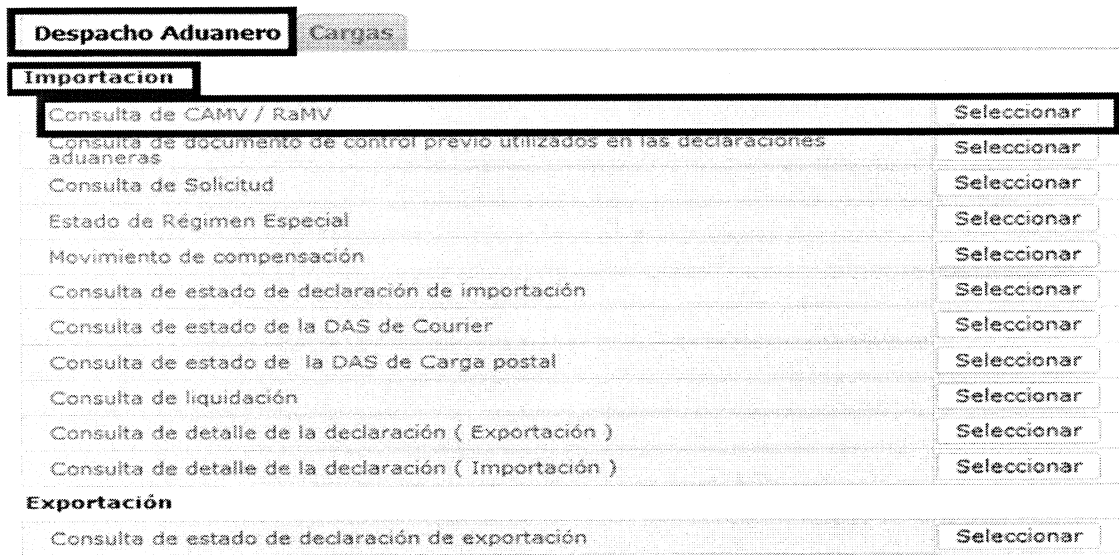 Despacho Aduanero Cargas
Importacion
Consulta de CAMV / RaMV Seleccionar
Consulta de documento de control previo utilizados en las declaraciones
aduaneras Seleccionar
Consulta de Solicitud Seleccionar
Estado de Régimen Especial Seleccionar
Movimiento de compensación Seleccionar
Consulta de estado de declaración de importación Seleccionar
Consulta de estado de la DAS de Courier Seleccionar
Consulta de estado de la DAS de Carga postal Seleccionar
Consulta de liquidación Seleccionar
Consulta de detalle de la declaración ( Exportación ) Seleccionar
Consulta de detalle de la declaración ( Importación ) Seleccionar
Exportación
Consulta de estado de declaración de exportación Seleccionar